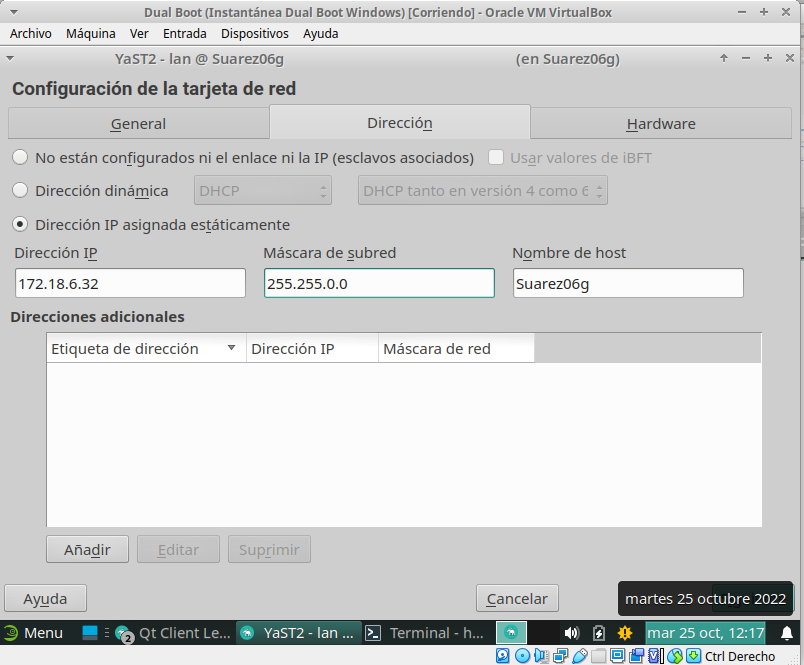 Dual Boot (Instantánea Dual Boot Windows) [Corriendo] - Oracle VM VirtualBox
Archivo Máquina Ver Entrada Dispositivos Ayuda
YaST2 - lan @ Suarez06g (en Suarez06g)
Configuración de la tarjeta de red
General Dirección Hardware
No están configurados ni el enlace ni la IP (esclavos asociados) Usar valores de iBFT
Dirección dinámica DHCP DHCP tanto en versión 4 como 6
Dirección IP asignada estáticamente
Dirección IP Máscara de subred Nombre de host
172.18.6.32 255.255.0.0 Suarez06g
Direcciones adicionales
Etiqueta de dirección Dirección IP Máscara de red
Añadir Editar Suprimir
Ayuda Cancelar martes 25 octubre 2022
Menu 2 Qt Client Le... YaST2 - lan ... Terminal - h... mar 25 oct, 12:17
Ctrl Derecho